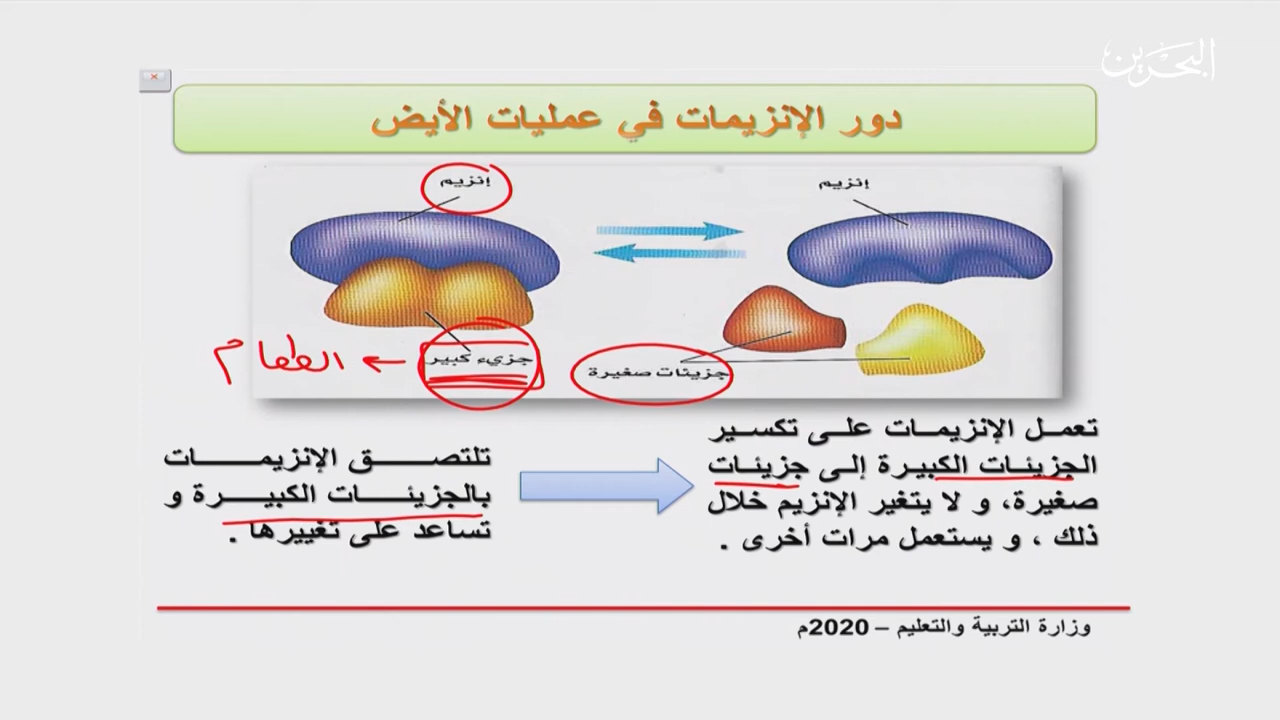 البحرين
دور الإنزيمات في عمليات الأيض
إنزيم
إنزيم
جزيئات صغيرة
جزيء كبير
← الطعام
تعمل الإنزيمات على تكسير
الجزيئات الكبيرة إلى جزيئات
صغيرة، و لا يتغير الإنزيم خلال
ذلك ، و يستعمل مرات أخرى .
تلتصق الإنزيمات
بالجزيئات الكبيرة و
تساعد على تغييرها .
وزارة التربية والتعليم – 2020م